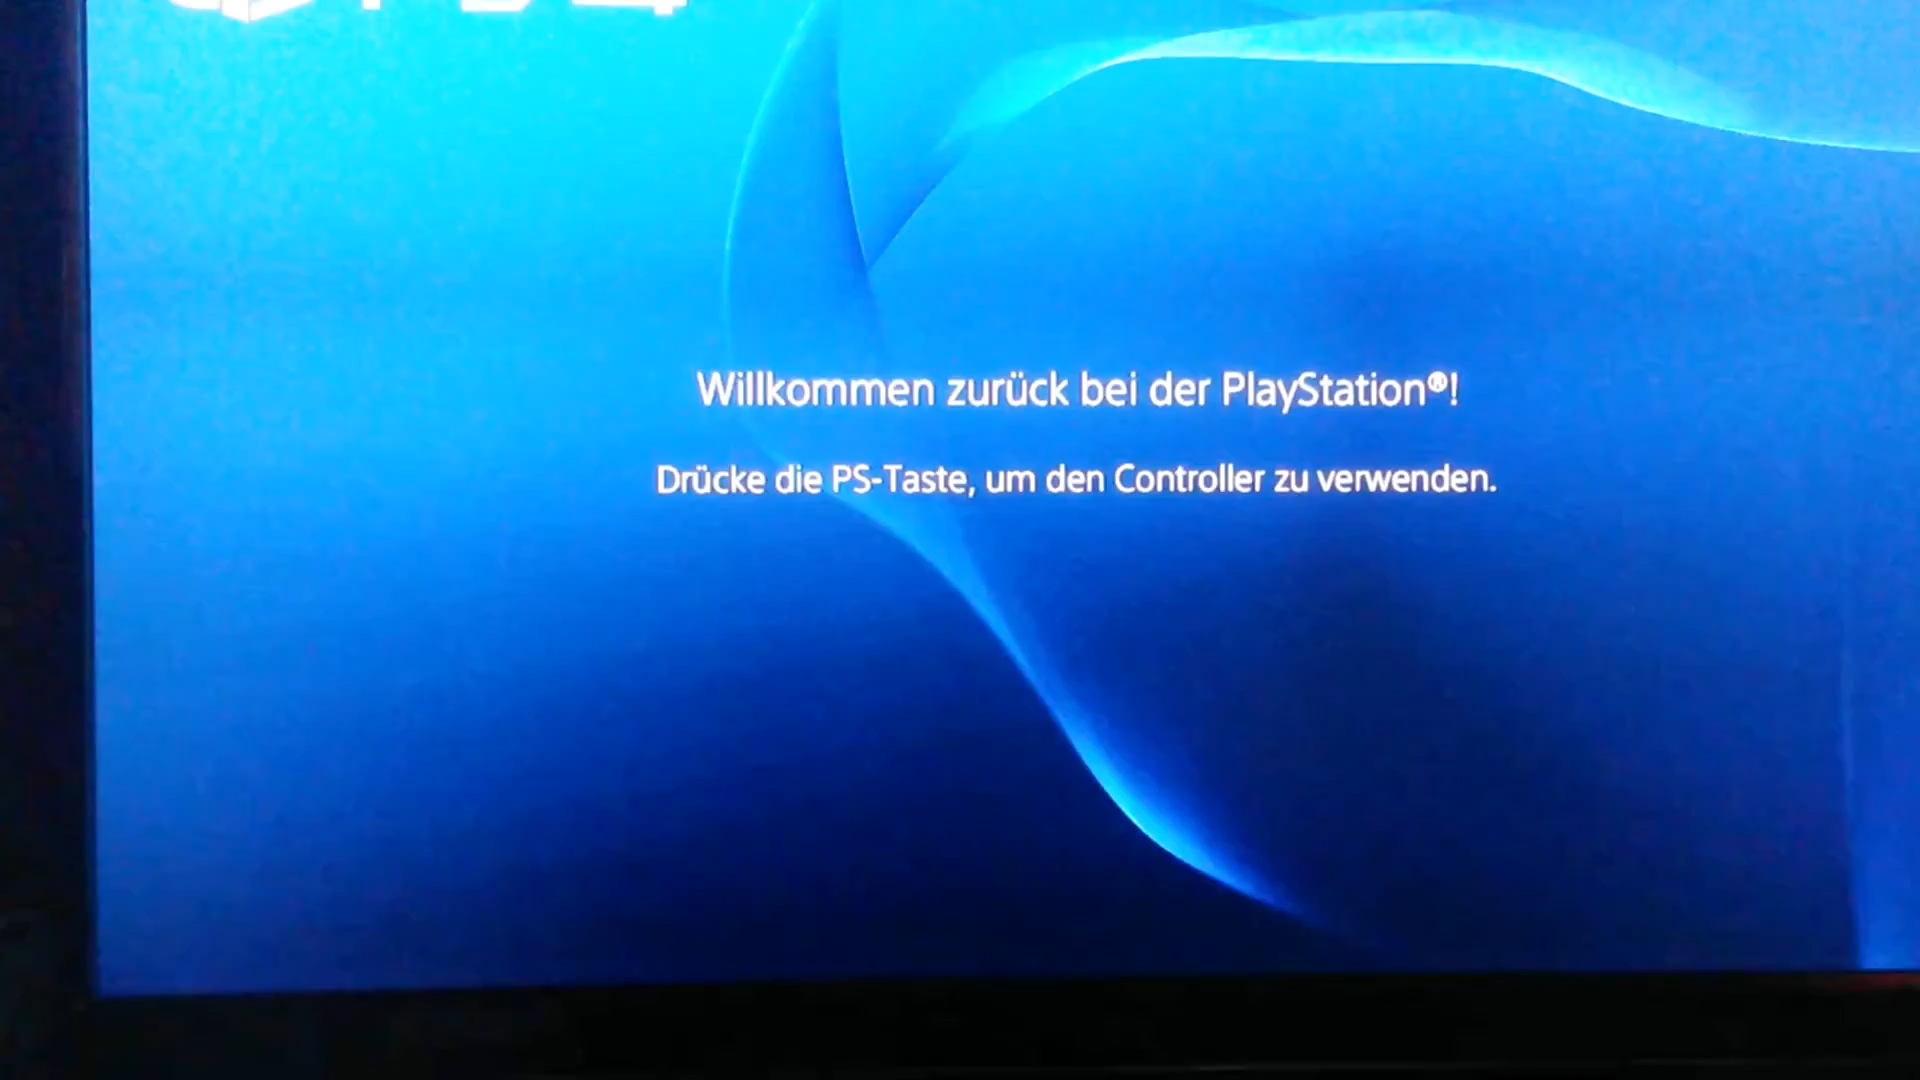 Willkommen zurück bei der PlayStation®!
Drücke die PS-Taste, um den Controller zu verwenden.